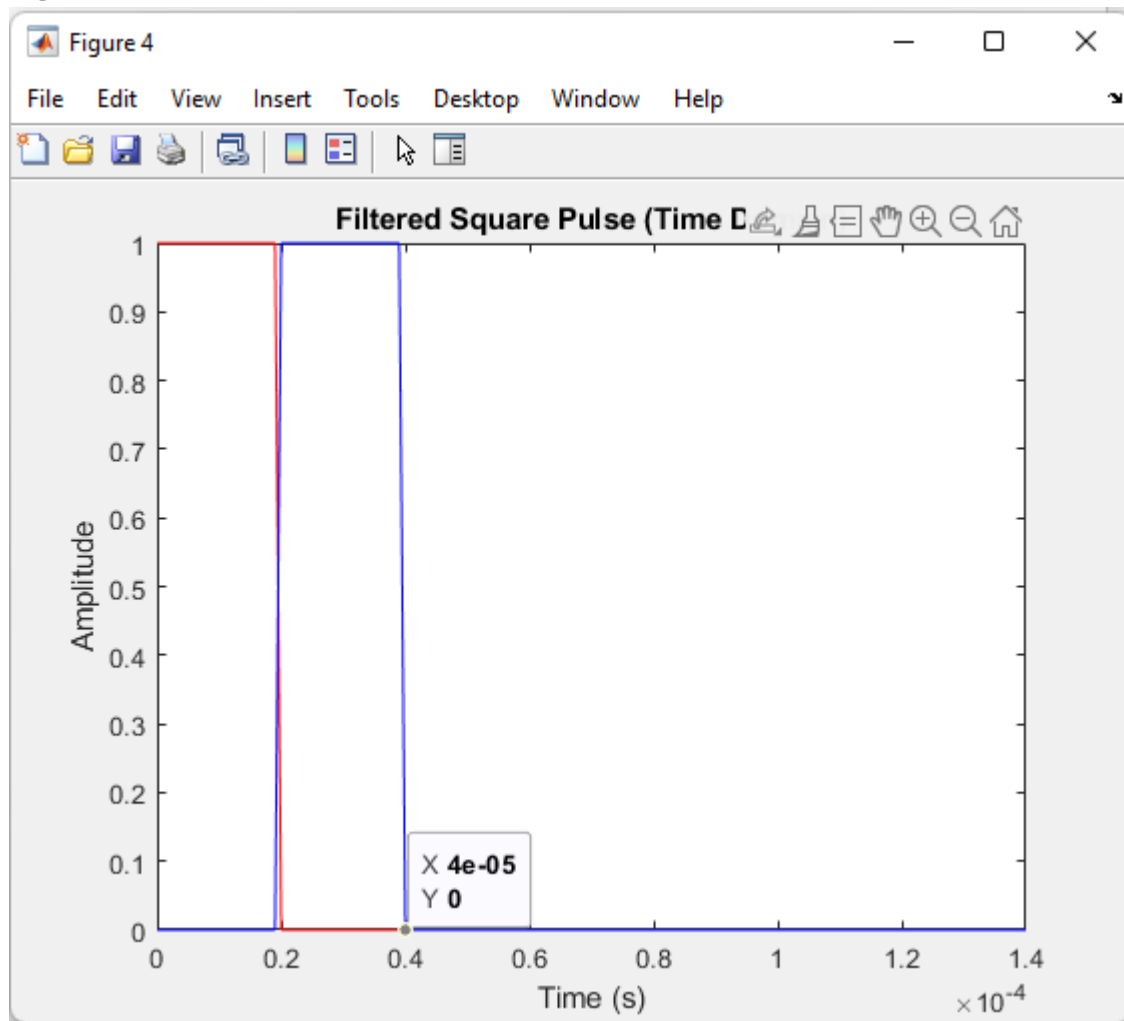 Figure 4
File Edit View Insert Tools Desktop Window Help
Filtered Square Pulse (Time D
1
0.9
0.8
0.7
0.6
0.5
0.4
0.3
0.2
0.1
0
Amplitude
X 4e-05
Y 0
0 0.2 0.4 0.6 0.8 1 1.2 1.4
Time (s)
×10⁻⁴